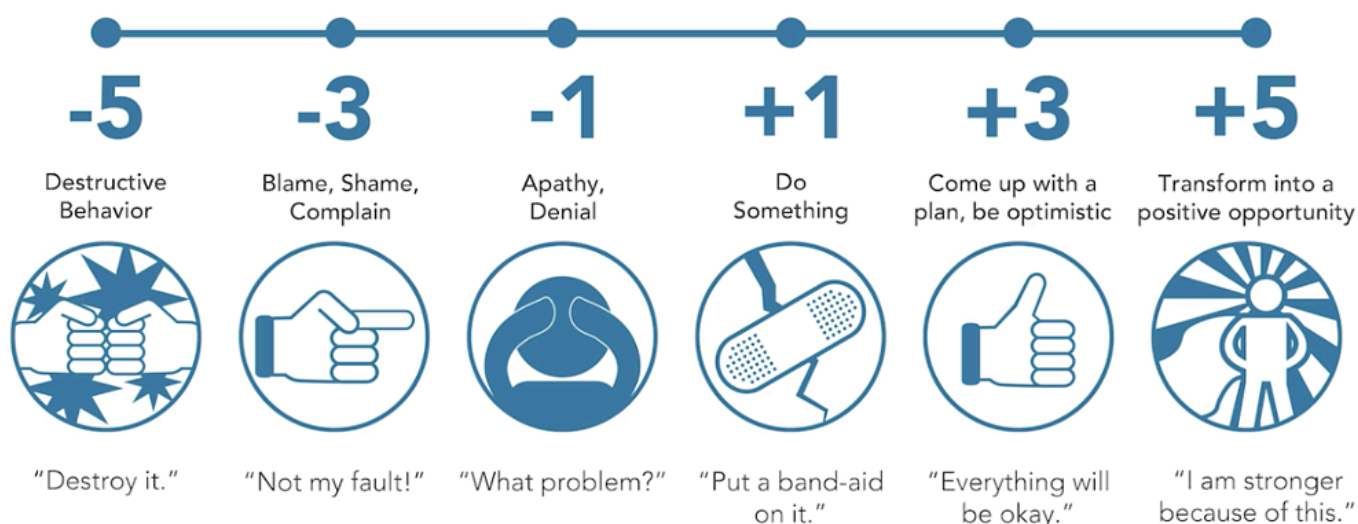 -5
-3
-1
+1
+3
+5
Destructive
Behavior
Blame, Shame,
Complain
Apathy,
Denial
Do
Something
Come up with a
plan, be optimistic
Transform into a
positive opportunity
“Destroy it.”
“Not my fault!”
“What problem?”
“Put a band-aid
on it.”
“Everything will
be okay.”
“I am stronger
because of this.”